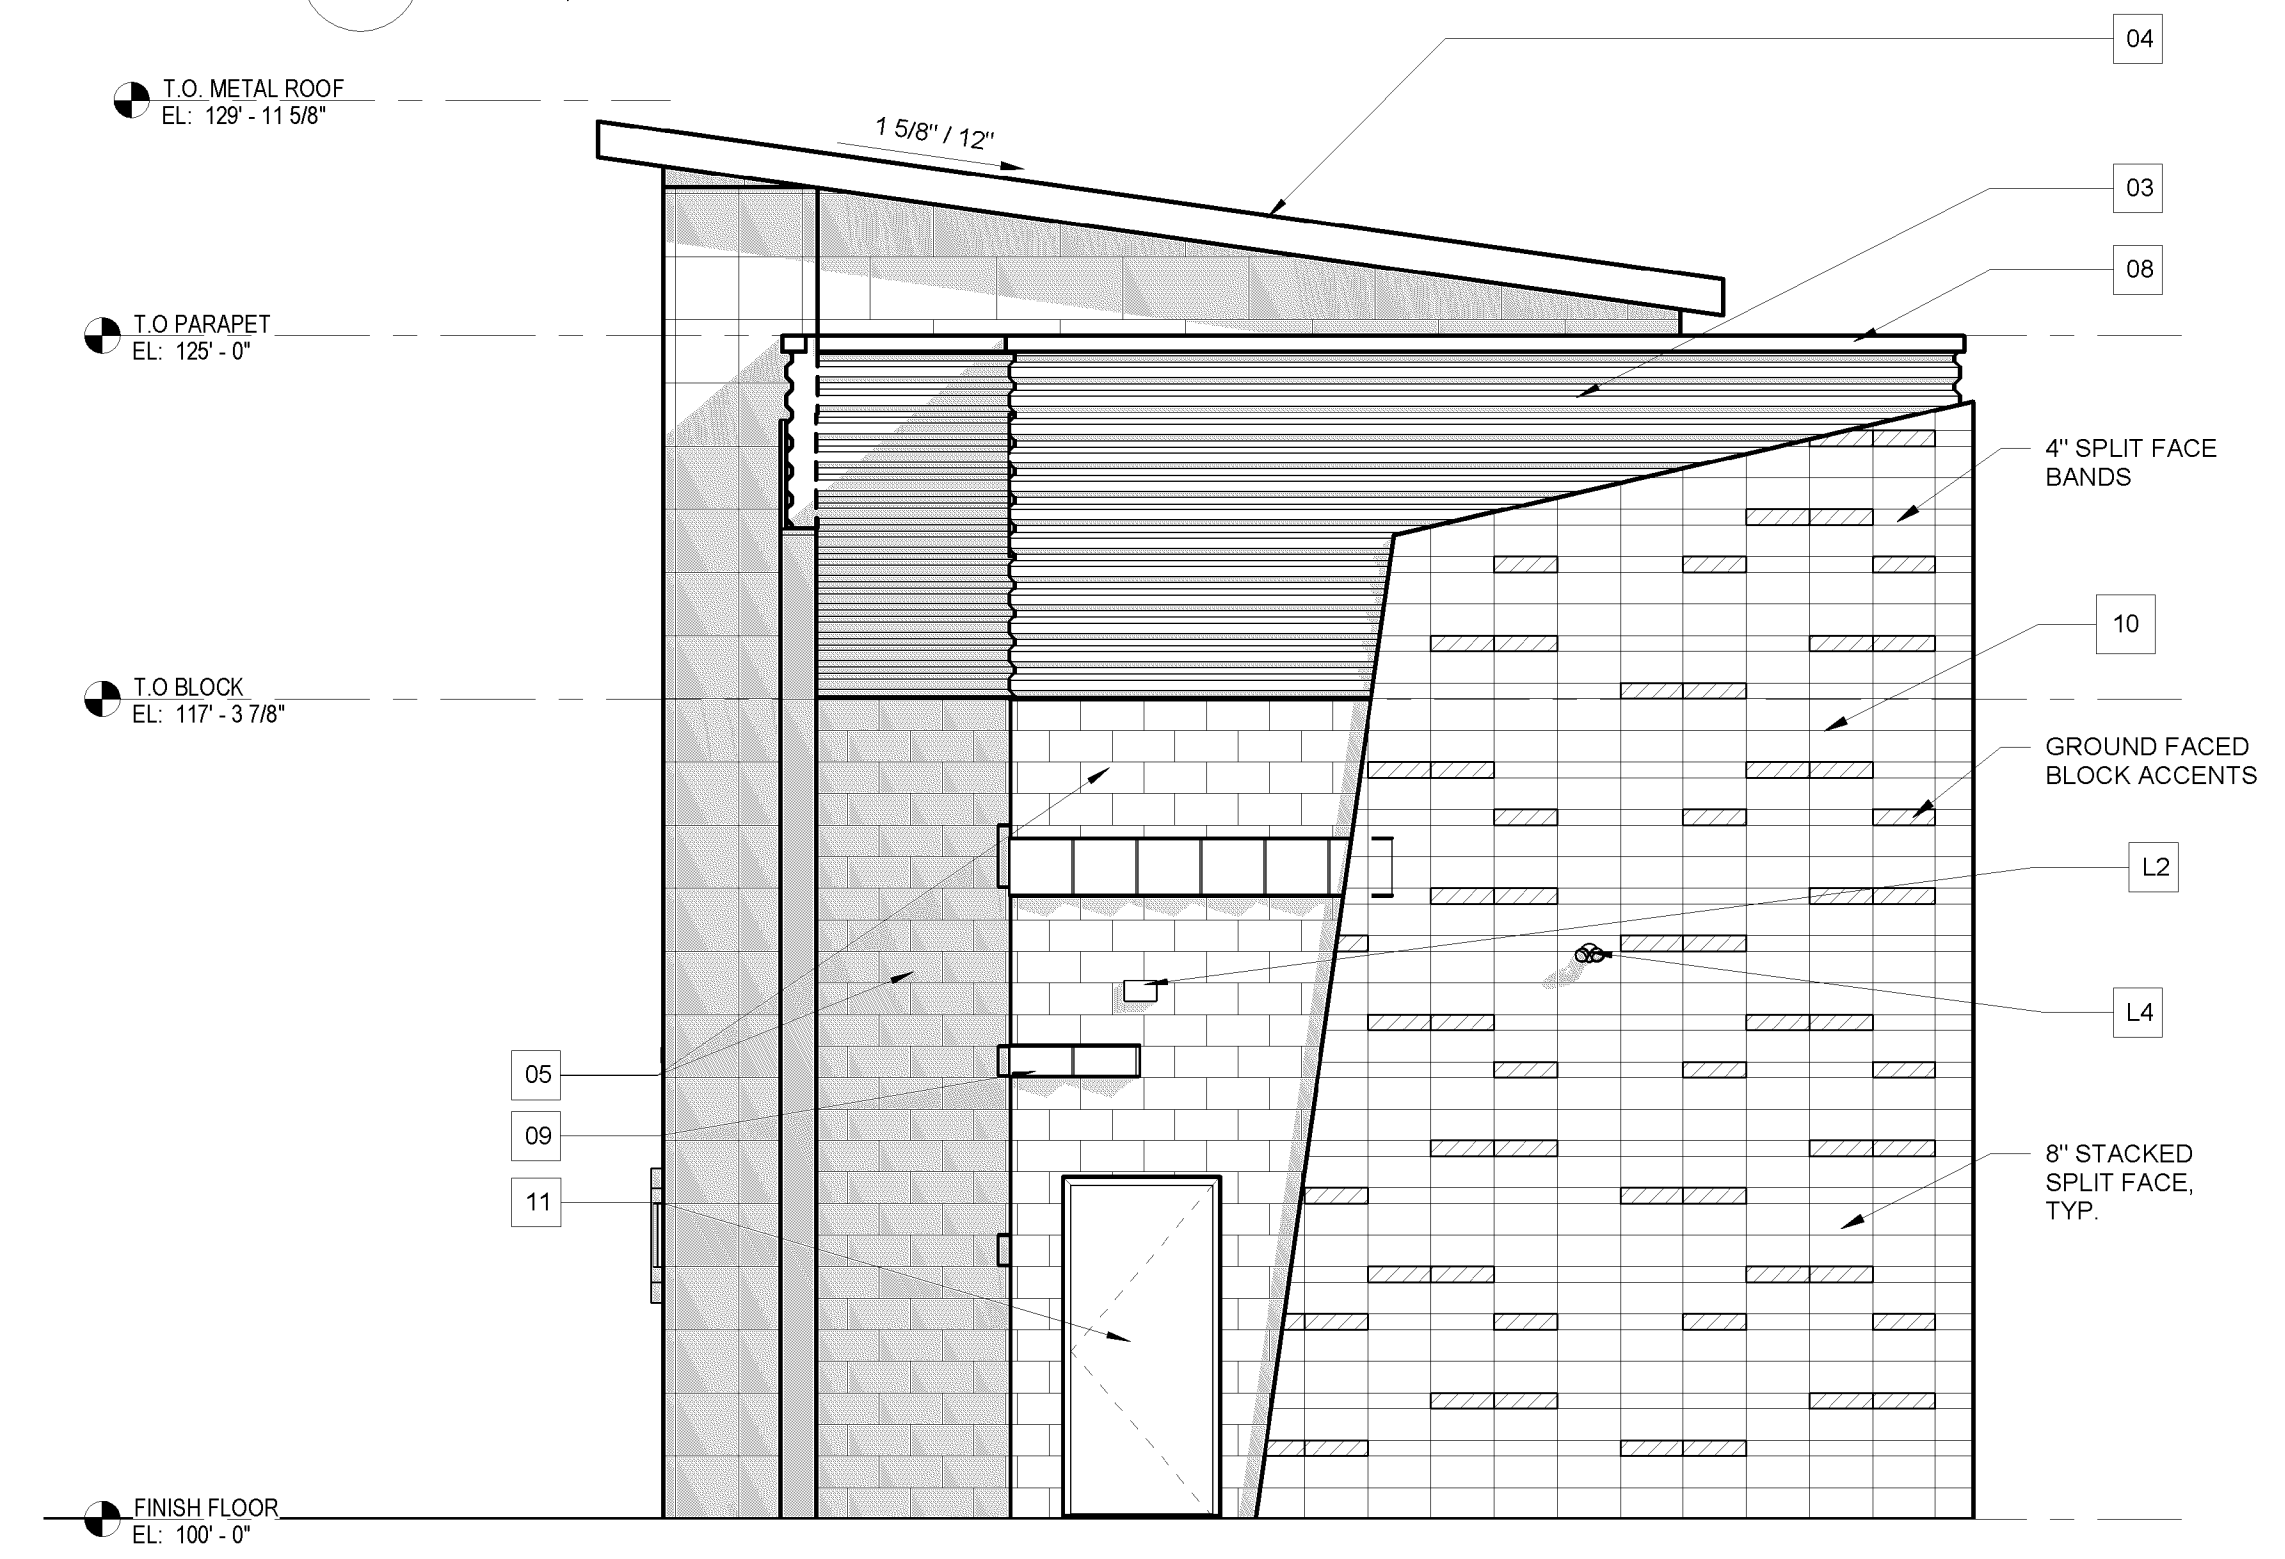 04
T.O. METAL ROOF
EL: 129' - 11 5/8"
1 5/8" / 12"
03
08
T.O PARAPET
EL: 125' - 0"
4" SPLIT FACE
BANDS
10
T.O BLOCK
EL: 117' - 3 7/8"
GROUND FACED
BLOCK ACCENTS
L2
L4
05
09
11
8" STACKED
SPLIT FACE,
TYP.
FINISH FLOOR
EL: 100' - 0"